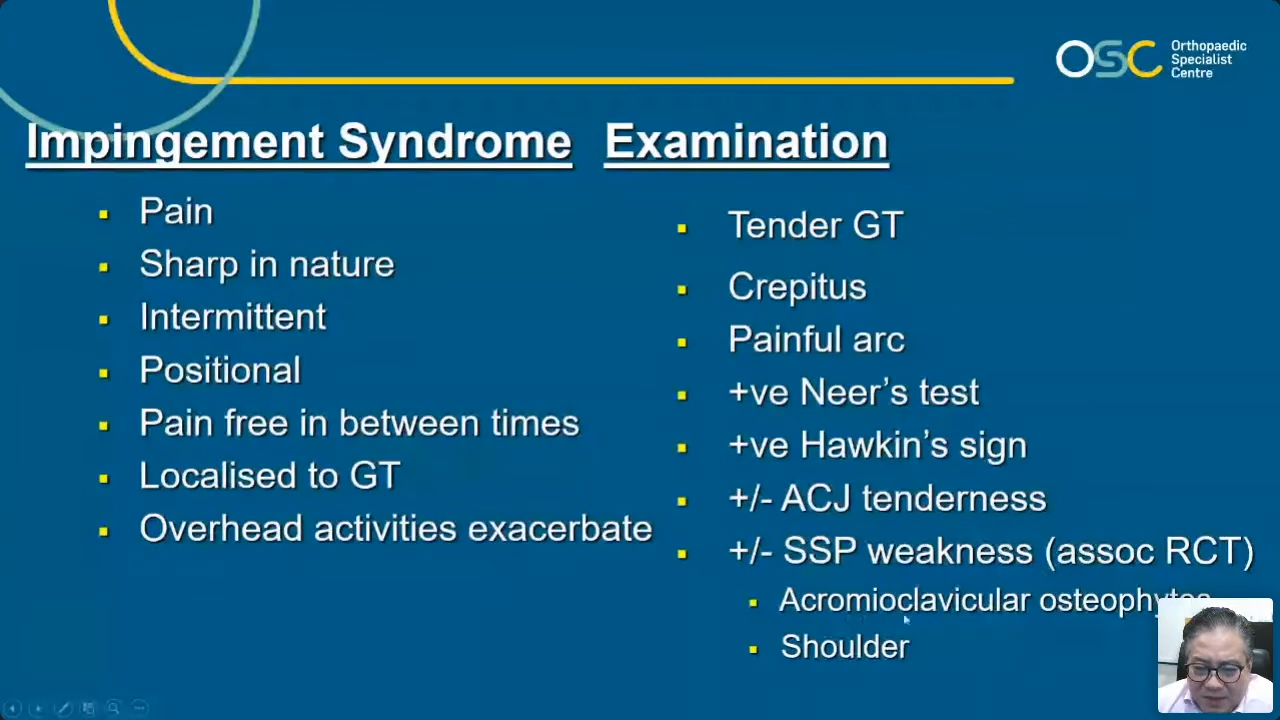 OSC
Orthopaedic
Specialist
Centre
Impingement Syndrome
Pain
Sharp in nature
Intermittent
Positional
Pain free in between times
Localised to GT
Overhead activities exacerbate
Examination
Tender GT
Crepitus
Painful arc
+ve Neer’s test
+ve Hawkin’s sign
+/- ACJ tenderness
+/- SSP weakness (assoc RCT)
Acromioclavicular osteophytes
Shoulder